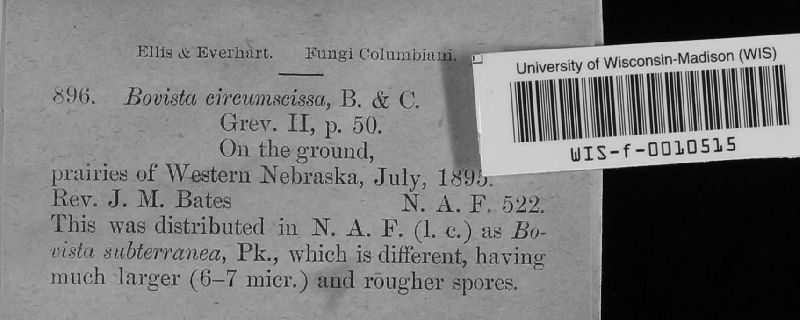 Ellis & Everhart. Fungi Columbiani.
896. Bovista circumscissa, B. & C.
Grev. II, p. 50.
On the ground,
prairies of Western Nebraska, July, 1895.
Rev. J. M. Bates N. A. F. 522.
This was distributed in N. A. F. (l. c.) as Bo-
vista subterranea, Pk., which is different, having
much larger (6–7 micr.) and rougher spores.
University of Wisconsin-Madison (WIS)
WIS-f-0010515